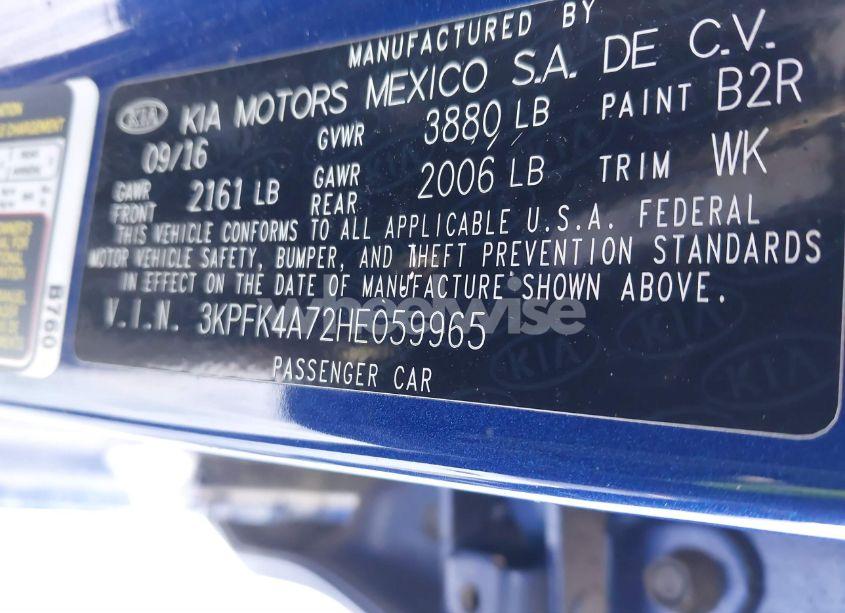 MANUFACTURED BY
KIA KIA MOTORS MEXICO S.A. DE C.V.
09/16 GVWR 3880 LB PAINT B2R
GAWR FRONT 2161 LB GAWR REAR 2006 LB TRIM WK
THIS VEHICLE CONFORMS TO ALL APPLICABLE U.S.A. FEDERAL
MOTOR VEHICLE SAFETY, BUMPER, AND THEFT PREVENTION STANDARDS
IN EFFECT ON THE DATE OF MANUFACTURE SHOWN ABOVE.
V.I.N. 3KPFK4A72HE059965
PASSENGER CAR
wheelwise
B760